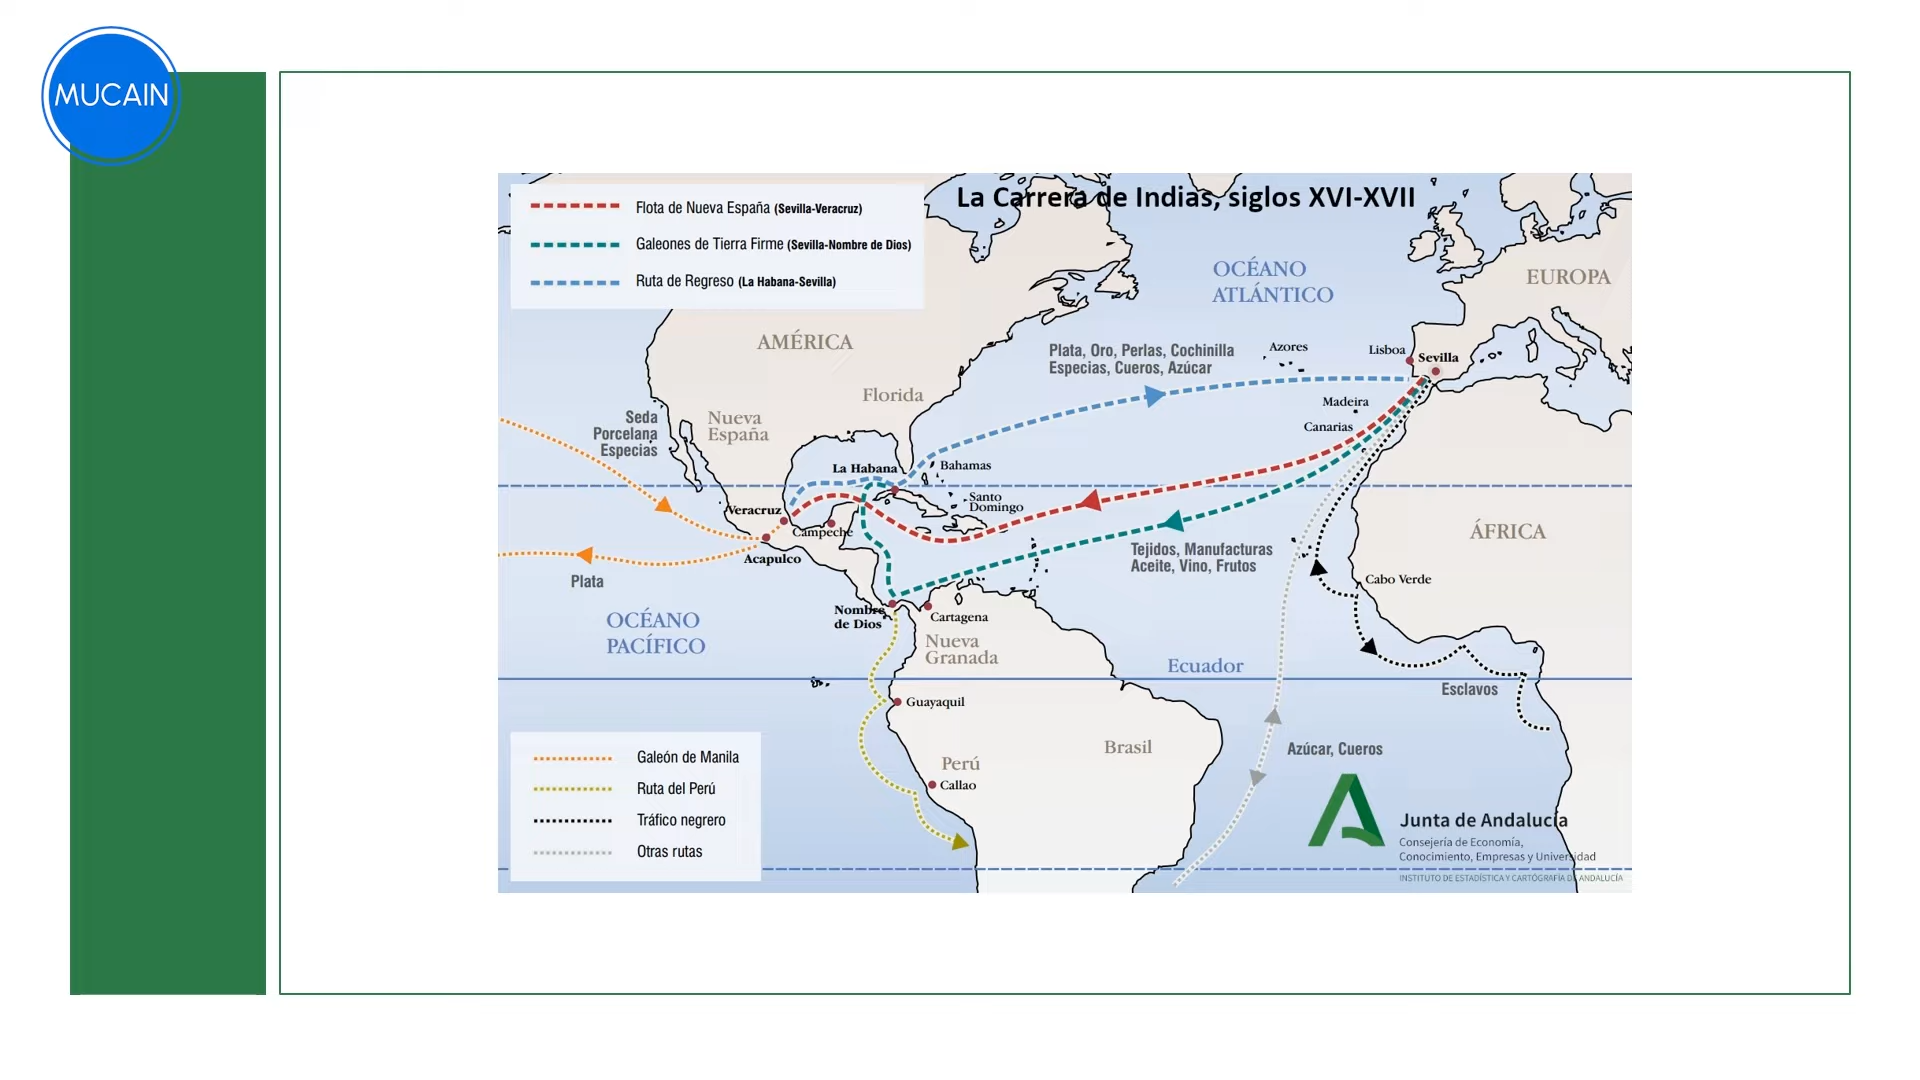 MUCAIN
La Carrera de Indias, siglos XVI-XVII
Flota de Nueva España (Sevilla-Veracruz)
Galeones de Tierra Firme (Sevilla-Nombre de Dios)
Ruta de Regreso (La Habana-Sevilla)
OCÉANO
ATLÁNTICO
EUROPA
AMÉRICA
Plata, Oro, Perlas, Cochinilla
Especias, Cueros, Azúcar
Azores
Lisboa
Sevilla
Florida
Madeira
Canarias
Seda
Porcelana
Especias
Nueva
España
La Habana
Bahamas
Santo
Domingo
Veracruz
Campeche
Acapulco
Plata
ÁFRICA
Tejidos, Manufacturas
Aceite, Vino, Frutos
Cabo Verde
Nombre
de Dios
Cartagena
OCÉANO
PACÍFICO
Nueva
Granada
Ecuador
Esclavos
Guayaquil
Brasil
Azúcar, Cueros
Perú
Callao
Galeón de Manila
Ruta del Perú
Tráfico negrero
Otras rutas
Junta de Andalucía
Consejería de Economía,
Conocimiento, Empresas y Universidad
INSTITUTO DE ESTADÍSTICA Y CARTOGRAFÍA DE ANDALUCÍA